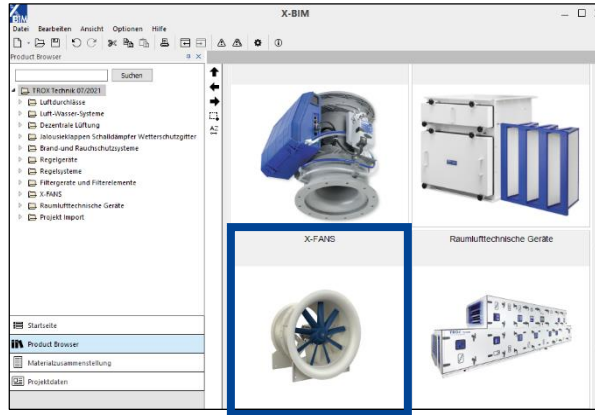 X-BIM
BIM
Datei Bearbeiten Ansicht Optionen Hilfe
Product Browser
Suchen
TROX Technik 07/2021
Luftdurchlässe
Luft-Wasser-Systeme
Dezentrale Lüftung
Jalousieklappen Schalldämpfer Wetterschutzgitter
Brand-und Rauchschutzsysteme
Regelgeräte
Regelsysteme
Filtergeräte und Filterelemente
X-FANS
Raumlufttechnische Geräte
Projekt Import
Startseite
Product Browser
Materialzusammenstellung
Projektdaten
X-FANS
Raumlufttechnische Geräte